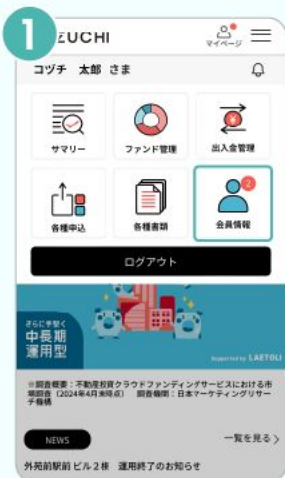 1
ZUCHI
マイページ
コヅチ 太郎 さま
サマリー
ファンド管理
出入金管理
各種申込
各種書類
2
会員情報
ログアウト
さらに手堅く
中長期
運用型
Supported by LAETOLI
※調査概要：不動産投資クラウドファンディングサービスにおける市
場調査（2024年4月末時点） 調査機関：日本マーケティングリサー
チ機構
NEWS
一覧を見る >
外苑前駅前ビル2棟 運用終了のお知らせ